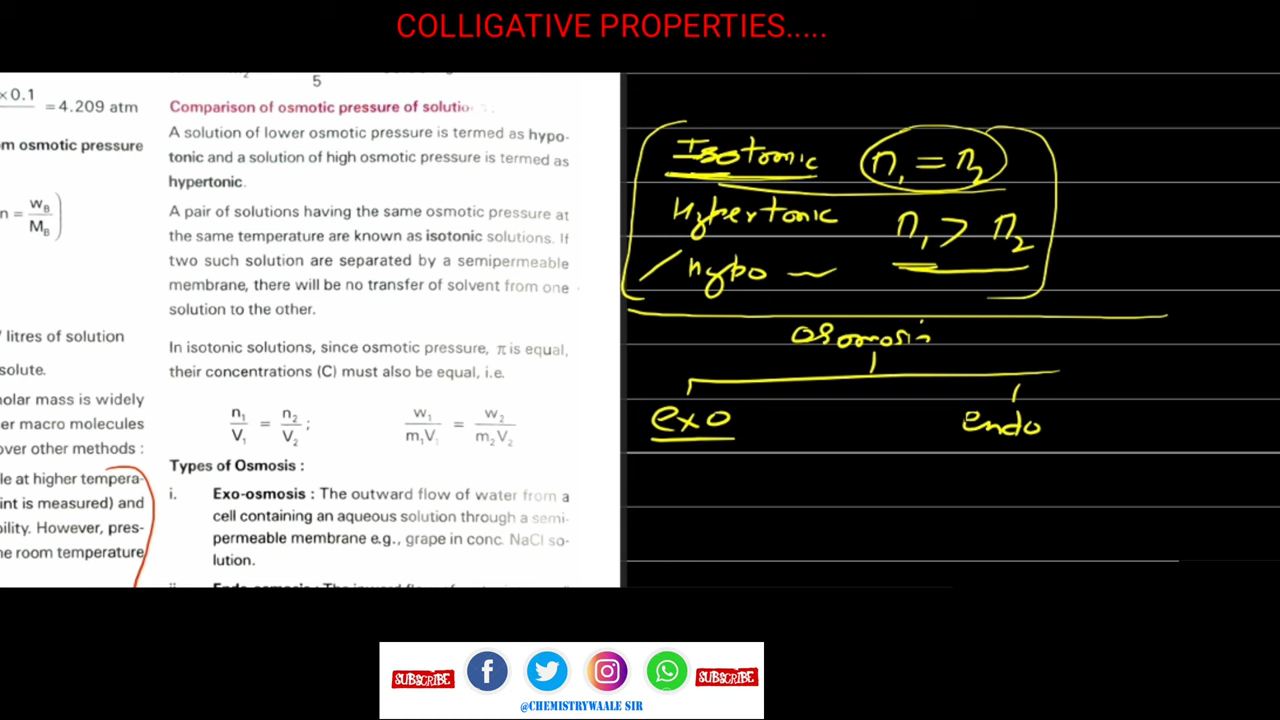 COLLIGATIVE PROPERTIES.....
5
× 0.1
= 4.209 atm
om osmotic pressure
n = w_B / M_B
litres of solution
solute.
olar mass is widely
er macro molecules
over other methods :
le at higher tempera-
int is measured) and
bility. However, pres-
he room temperature
Comparison of osmotic pressure of solutio
A solution of lower osmotic pressure is termed as hypo-
tonic and a solution of high osmotic pressure is termed as
hypertonic.
A pair of solutions having the same osmotic pressure at
the same temperature are known as isotonic solutions. If
two such solution are separated by a semipermeable
membrane, there will be no transfer of solvent from one
solution to the other.
In isotonic solutions, since osmotic pressure, π is equal,
their concentrations (C) must also be equal, i.e.
n₁/V₁ = n₂/V₂ ; w₁/m₁V₁ = w₂/m₂V₂
Types of Osmosis :
i. Exo-osmosis : The outward flow of water from a
cell containing an aqueous solution through a semi-
permeable membrane e.g., grape in conc. NaCl so-
lution.
Isotonic n₁ = n₂
Hypertonic n₁ > n₂
/ hypo
osmosis
exo endo
SUBSCRIBE SUBSCRIBE
@CHEMISTRYWAALE SIR